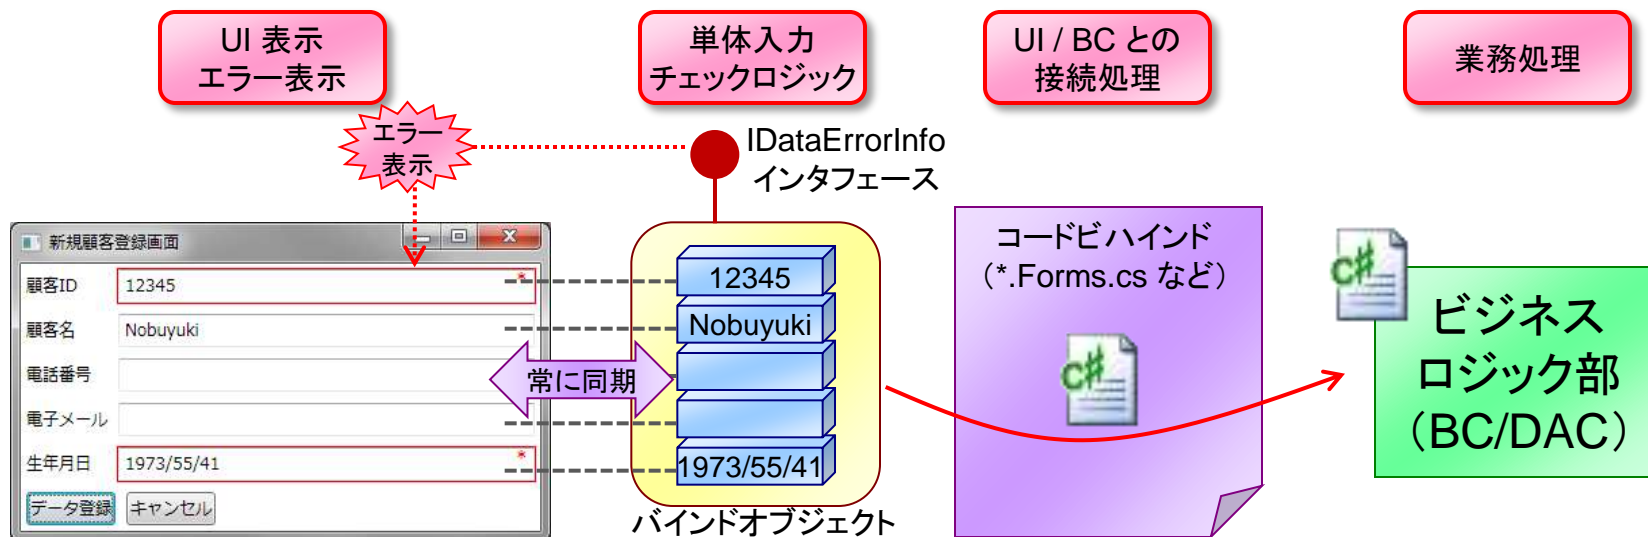 UI 表示
エラー表示
単体入力
チェックロジック
UI / BC との
接続処理
業務処理
エラー
表示
IDataErrorInfo
インタフェース
新規顧客登録画面
顧客ID
12345
*
顧客名
Nobuyuki
電話番号
電子メール
生年月日
1973/55/41
*
データ登録
キャンセル
常に同期
12345
Nobuyuki
1973/55/41
バインドオブジェクト
コードビハインド
（*.Forms.cs など）
C#
C#
ビジネス
ロジック部
（BC/DAC）